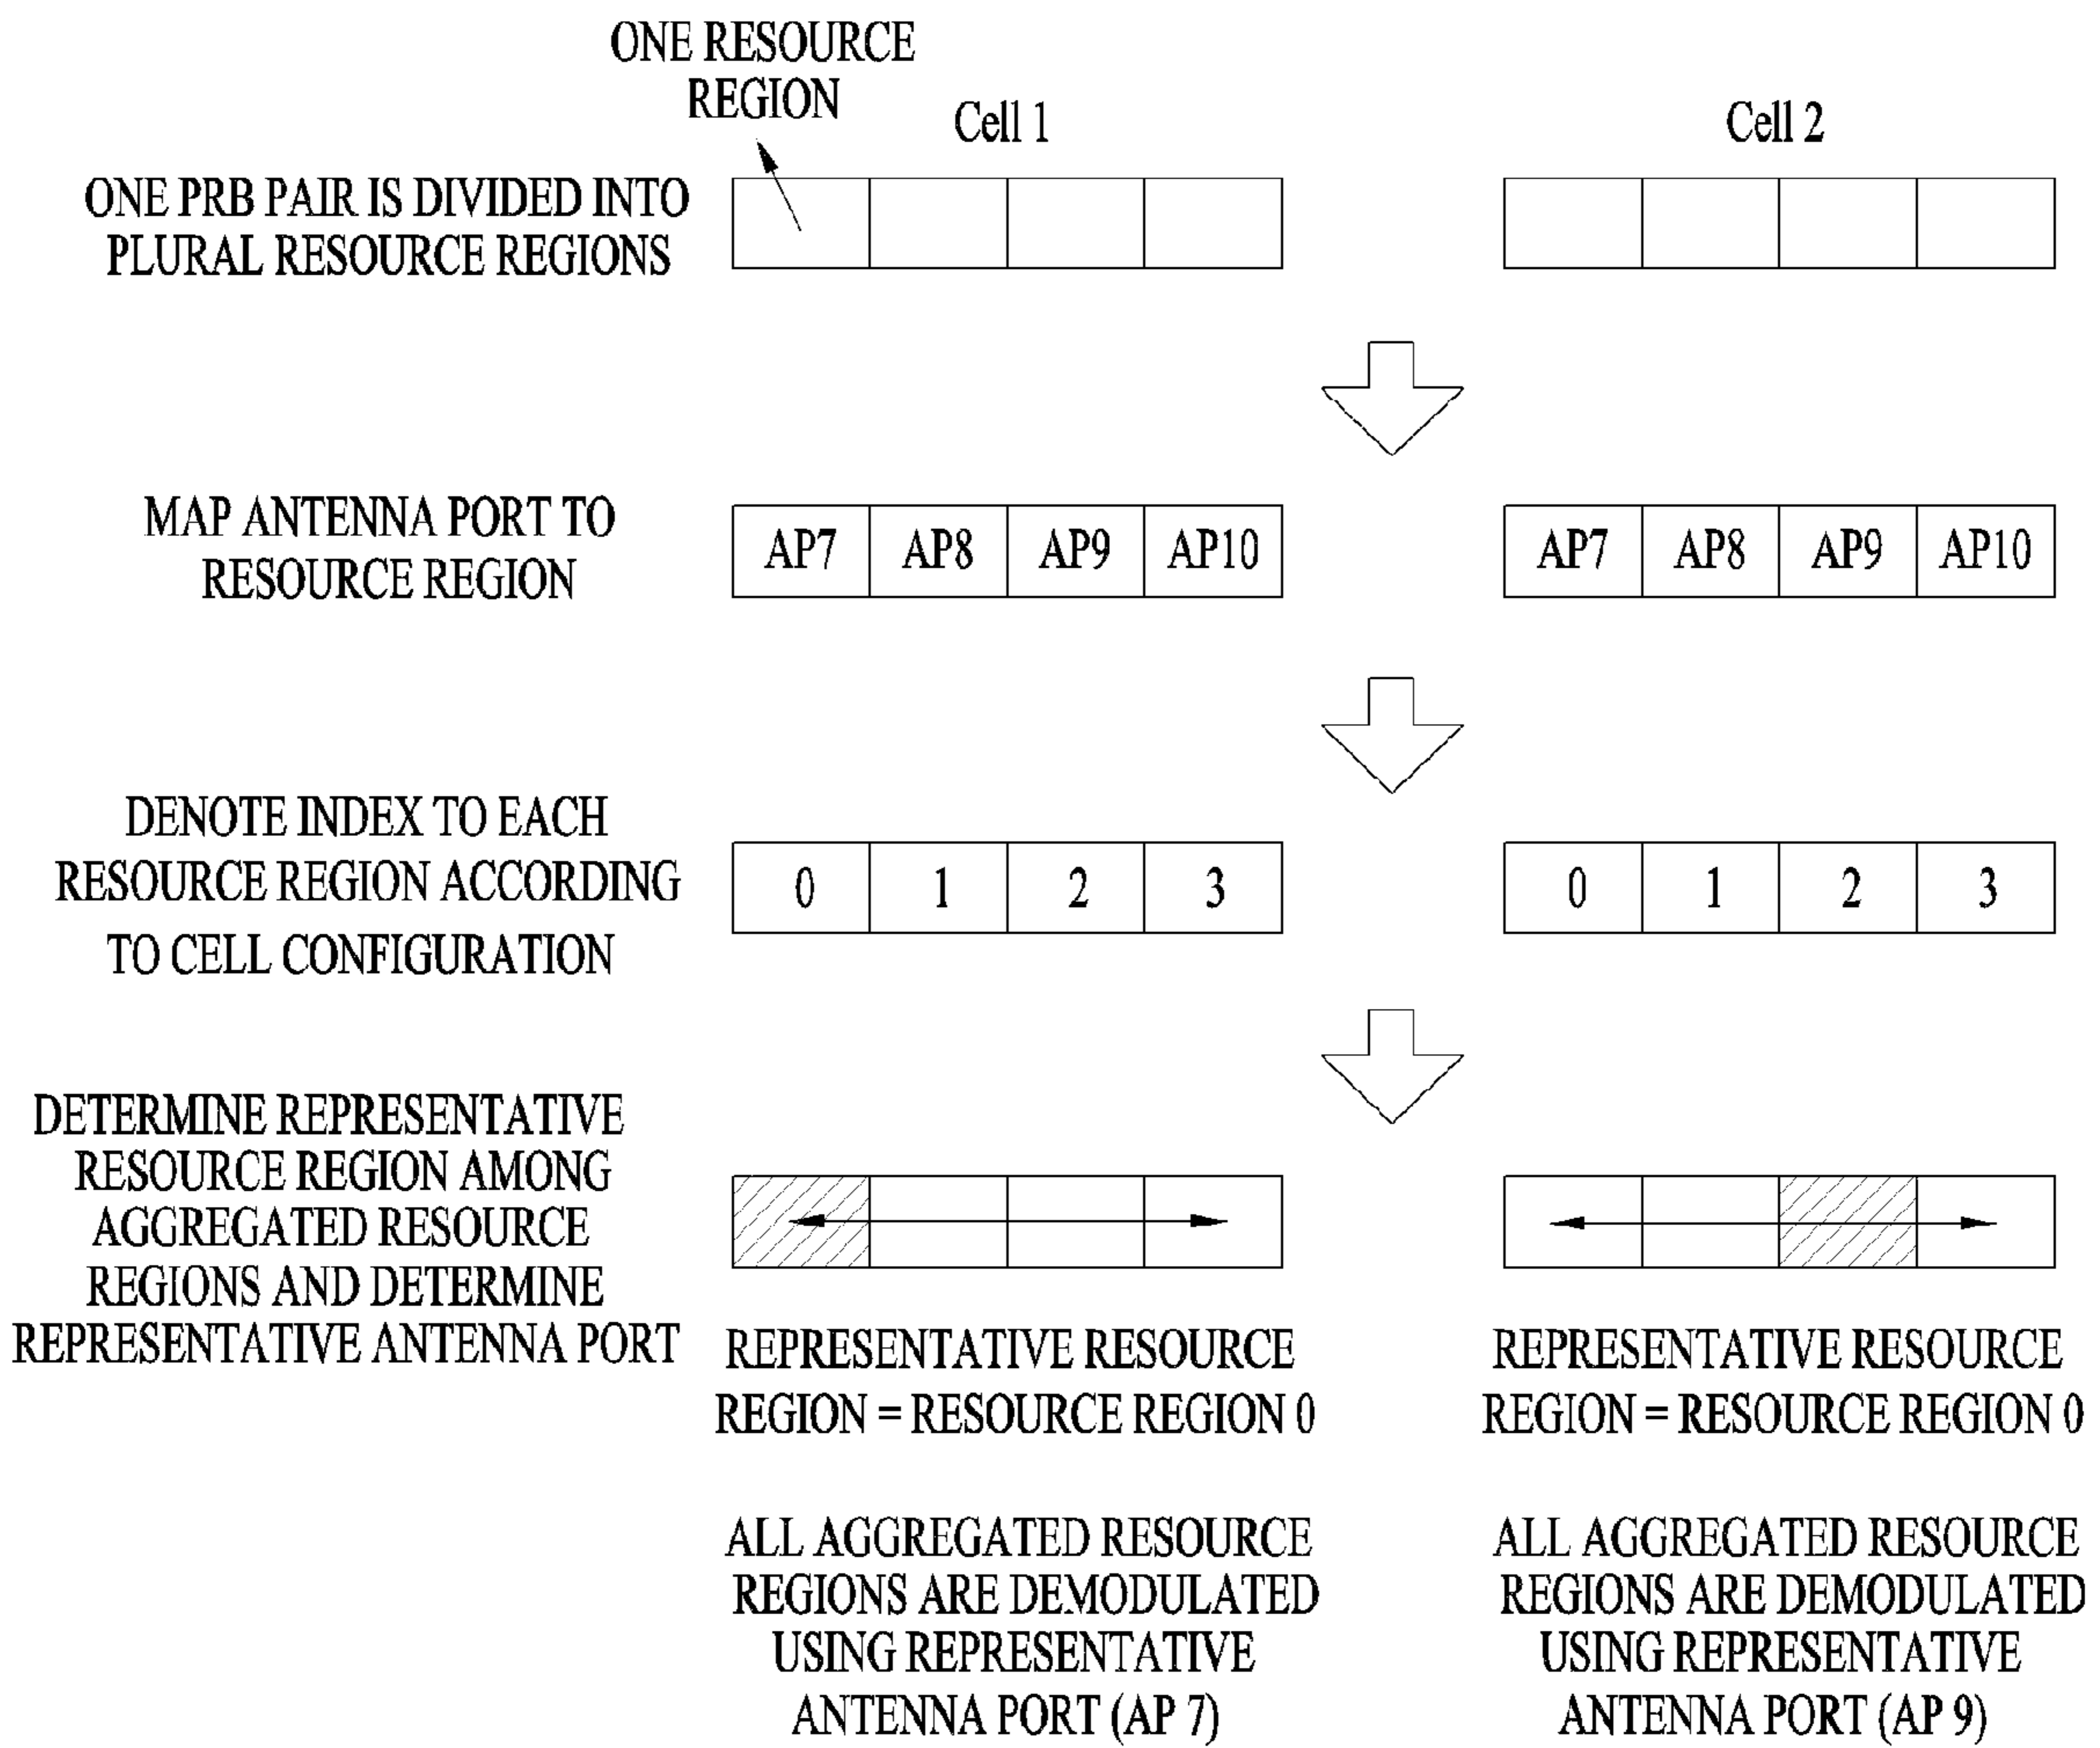 ONE RESOURCE
REGION
Cell 1
Cell 2
ONE PRB PAIR IS DIVIDED INTO
PLURAL RESOURCE REGIONS
MAP ANTENNA PORT TO
RESOURCE REGION
AP7 AP8 AP9 AP10
AP7 AP8 AP9 AP10
DENOTE INDEX TO EACH
RESOURCE REGION ACCORDING
TO CELL CONFIGURATION
0 1 2 3
0 1 2 3
DETERMINE REPRESENTATIVE
RESOURCE REGION AMONG
AGGREGATED RESOURCE
REGIONS AND DETERMINE
REPRESENTATIVE ANTENNA PORT
REPRESENTATIVE RESOURCE
REGION = RESOURCE REGION 0
ALL AGGREGATED RESOURCE
REGIONS ARE DEMODULATED
USING REPRESENTATIVE
ANTENNA PORT (AP 7)
REPRESENTATIVE RESOURCE
REGION = RESOURCE REGION 0
ALL AGGREGATED RESOURCE
REGIONS ARE DEMODULATED
USING REPRESENTATIVE
ANTENNA PORT (AP 9)